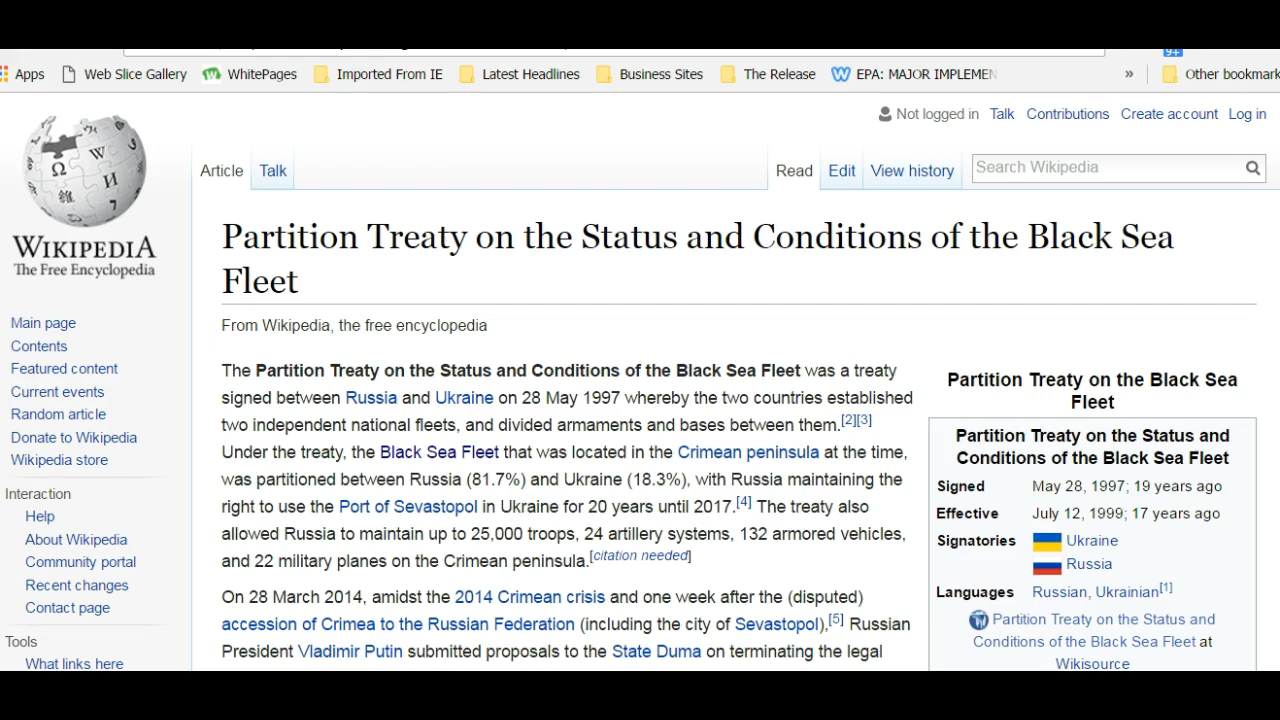 9+
Apps Web Slice Gallery WhitePages Imported From IE Latest Headlines Business Sites The Release EPA: MAJOR IMPLEMEN » Other bookmark
Not logged in Talk Contributions Create account Log in
Article Talk Read Edit View history Search Wikipedia
WIKIPEDIA
The Free Encyclopedia
Main page
Contents
Featured content
Current events
Random article
Donate to Wikipedia
Wikipedia store
Interaction
Help
About Wikipedia
Community portal
Recent changes
Contact page
Tools
What links here
Partition Treaty on the Status and Conditions of the Black Sea
Fleet
From Wikipedia, the free encyclopedia
The Partition Treaty on the Status and Conditions of the Black Sea Fleet was a treaty
signed between Russia and Ukraine on 28 May 1997 whereby the two countries established
two independent national fleets, and divided armaments and bases between them.[2][3]
Under the treaty, the Black Sea Fleet that was located in the Crimean peninsula at the time,
was partitioned between Russia (81.7%) and Ukraine (18.3%), with Russia maintaining the
right to use the Port of Sevastopol in Ukraine for 20 years until 2017.[4] The treaty also
allowed Russia to maintain up to 25,000 troops, 24 artillery systems, 132 armored vehicles,
and 22 military planes on the Crimean peninsula.[citation needed]
On 28 March 2014, amidst the 2014 Crimean crisis and one week after the (disputed)
accession of Crimea to the Russian Federation (including the city of Sevastopol),[5] Russian
President Vladimir Putin submitted proposals to the State Duma on terminating the legal
Partition Treaty on the Black Sea
Fleet
Partition Treaty on the Status and
Conditions of the Black Sea Fleet
Signed May 28, 1997; 19 years ago
Effective July 12, 1999; 17 years ago
Signatories Ukraine
Russia
Languages Russian, Ukrainian[1]
Partition Treaty on the Status and
Conditions of the Black Sea Fleet at
Wikisource